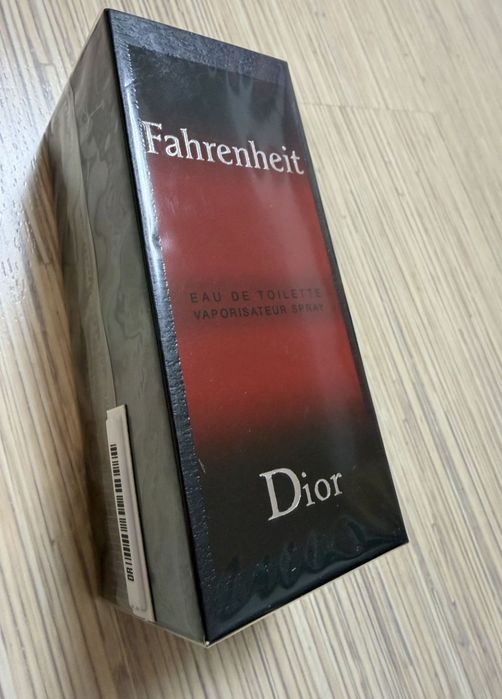 Fahrenheit
EAU DE TOILETTE
VAPORISATEUR SPRAY
Dior